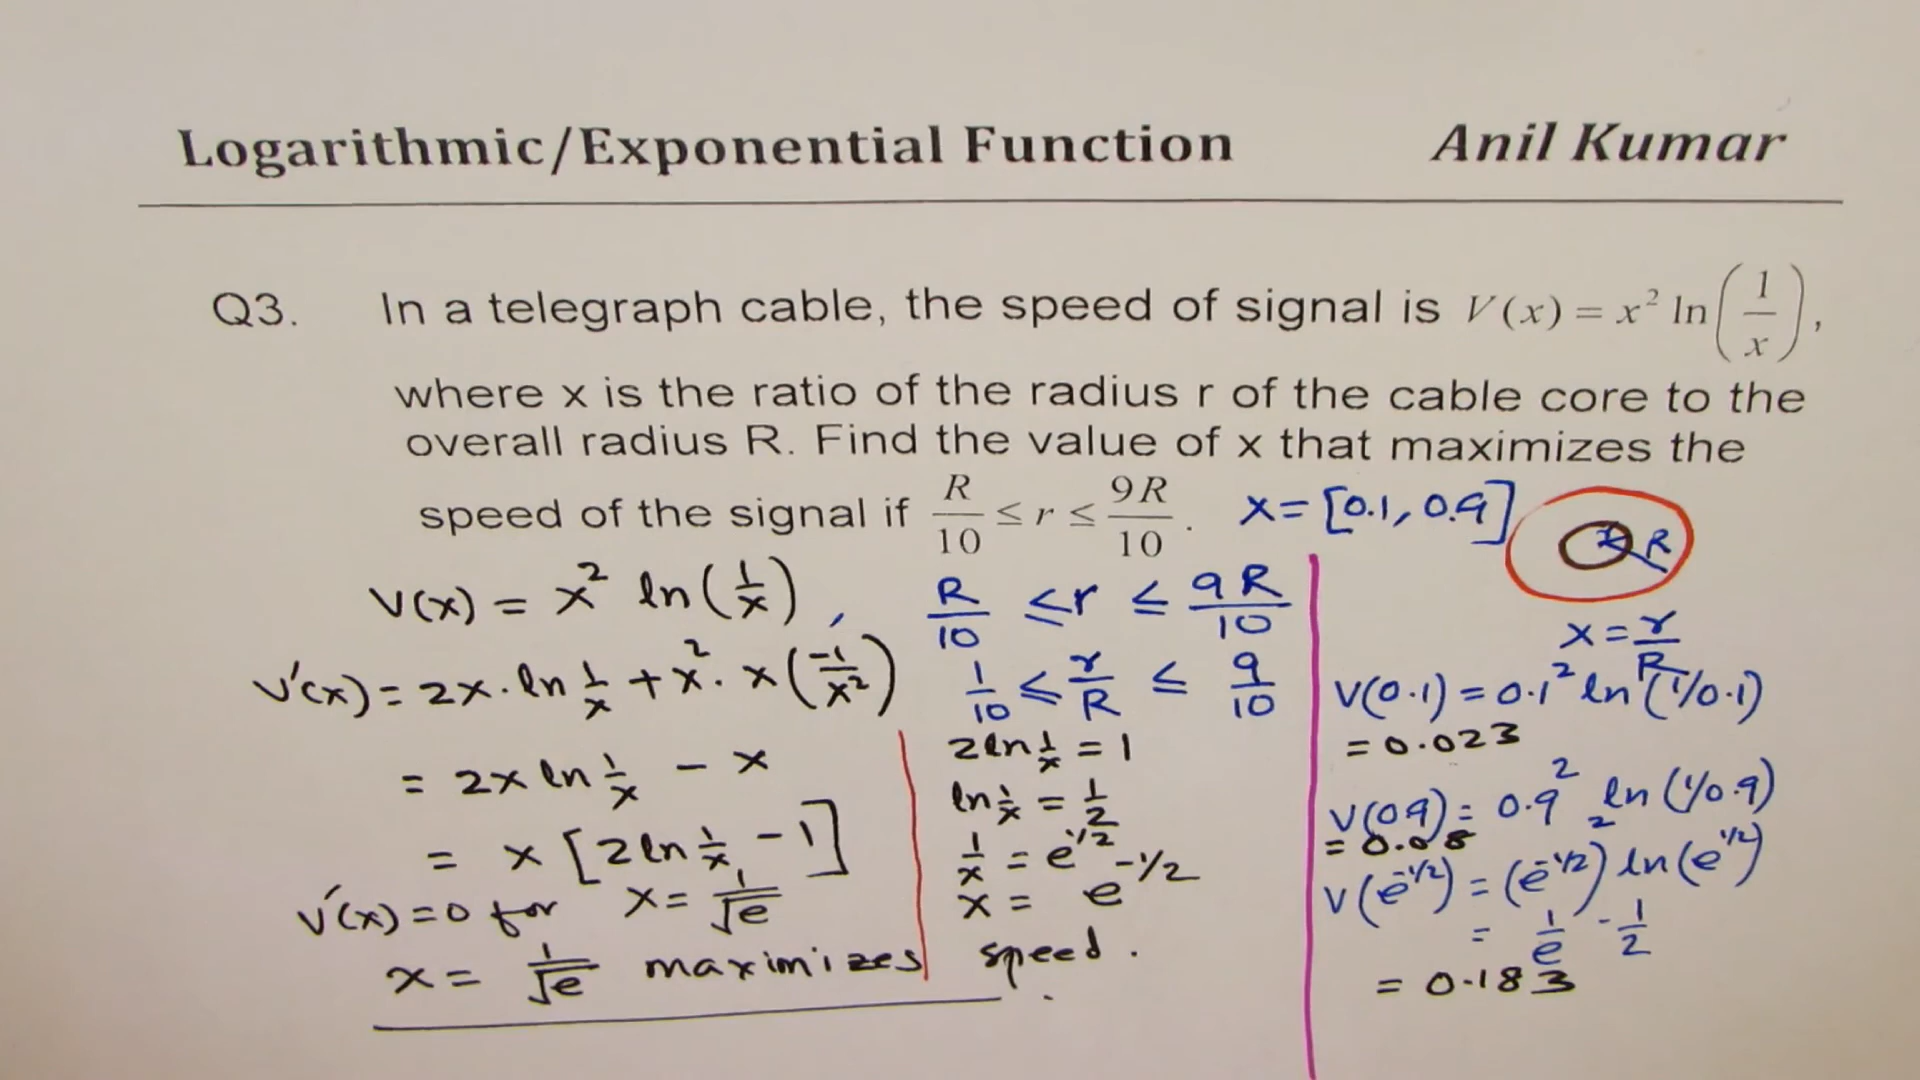 Logarithmic/Exponential Function Anil Kumar
Q3. In a telegraph cable, the speed of signal is V(x) = x² ln(1/x),
where x is the ratio of the radius r of the cable core to the
overall radius R. Find the value of x that maximizes the
speed of the signal if R/10 ≤ r ≤ 9R/10. x = [0.1, 0.9]
R
x = r/R
V(x) = x² ln(1/x), R/10 ≤ r ≤ 9R/10
V'(x) = 2x · ln 1/x + x² · x(-1/x²)
1/10 ≤ r/R ≤ 9/10
= 2x ln 1/x - x
= x [2 ln 1/x - 1]
V'(x) = 0 for x = 1/√e
x = 1/√e maximizes speed.
2 ln 1/x = 1
ln 1/x = 1/2
1/x = e^1/2
x = e^-1/2
V(0.1) = 0.1² ln(1/0.1)
= 0.023
V(0.9) = 0.9² ln(1/0.9)
= 0.08
V(e^-1/2) = (e^-1/2)² ln(e^1/2)
= 1/e · 1/2
= 0.183